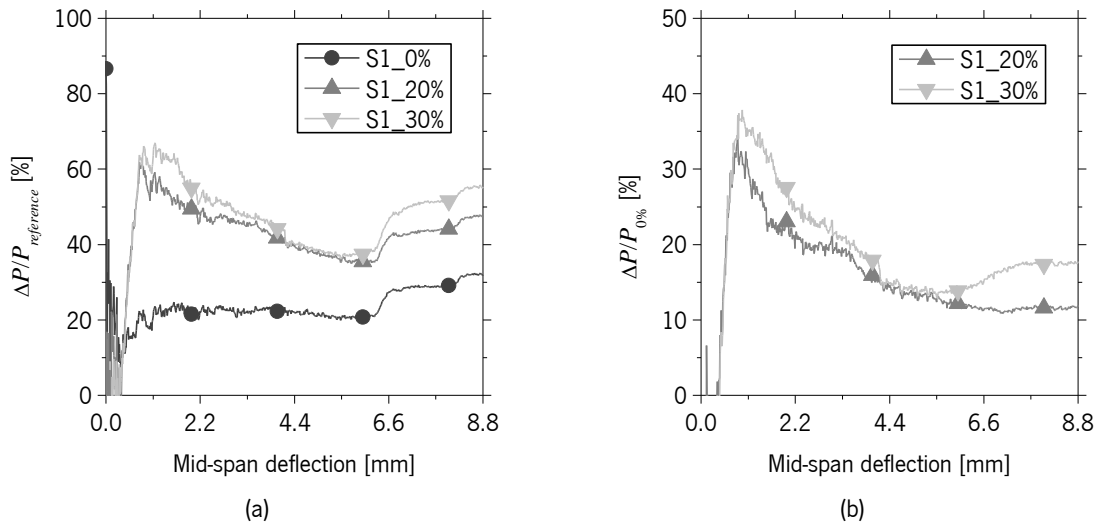 100
80
60
40
20
0
ΔP/P reference [%]
S1_0%
S1_20%
S1_30%
0.0 2.2 4.4 6.6 8.8
Mid-span deflection [mm]
(a)
50
40
30
20
10
0
ΔP/P 0% [%]
S1_20%
S1_30%
0.0 2.2 4.4 6.6 8.8
Mid-span deflection [mm]
(b)